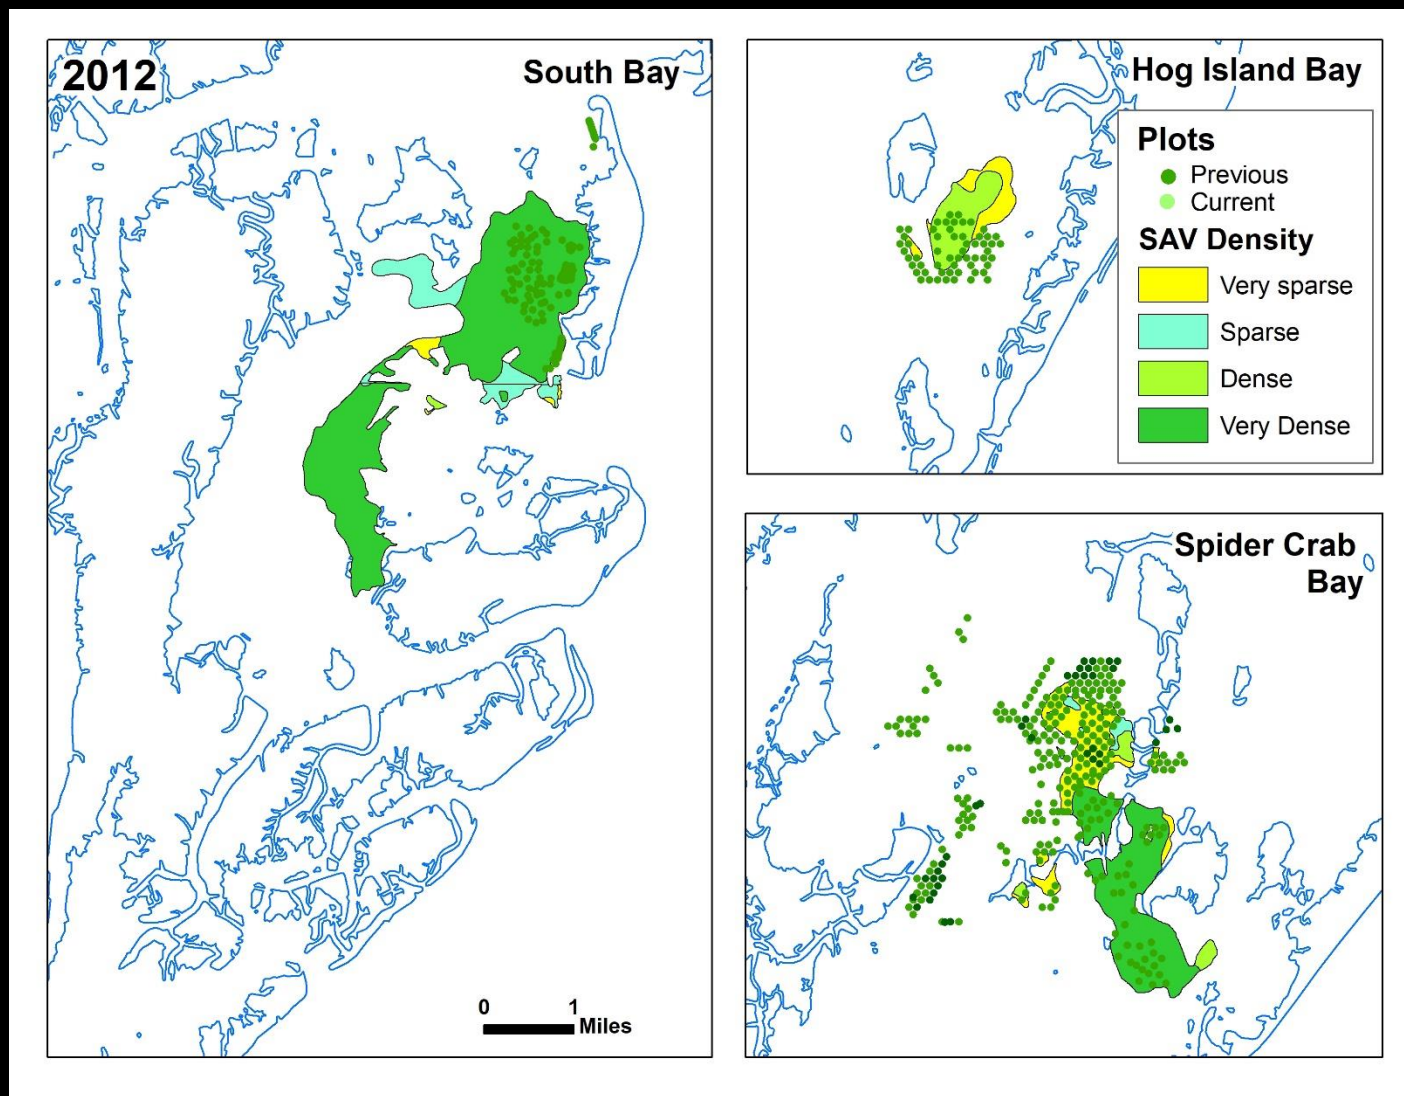 2012
South Bay
0 1
Miles
Hog Island Bay
Plots
Previous
Current
SAV Density
Very sparse
Sparse
Dense
Very Dense
Spider Crab
Bay